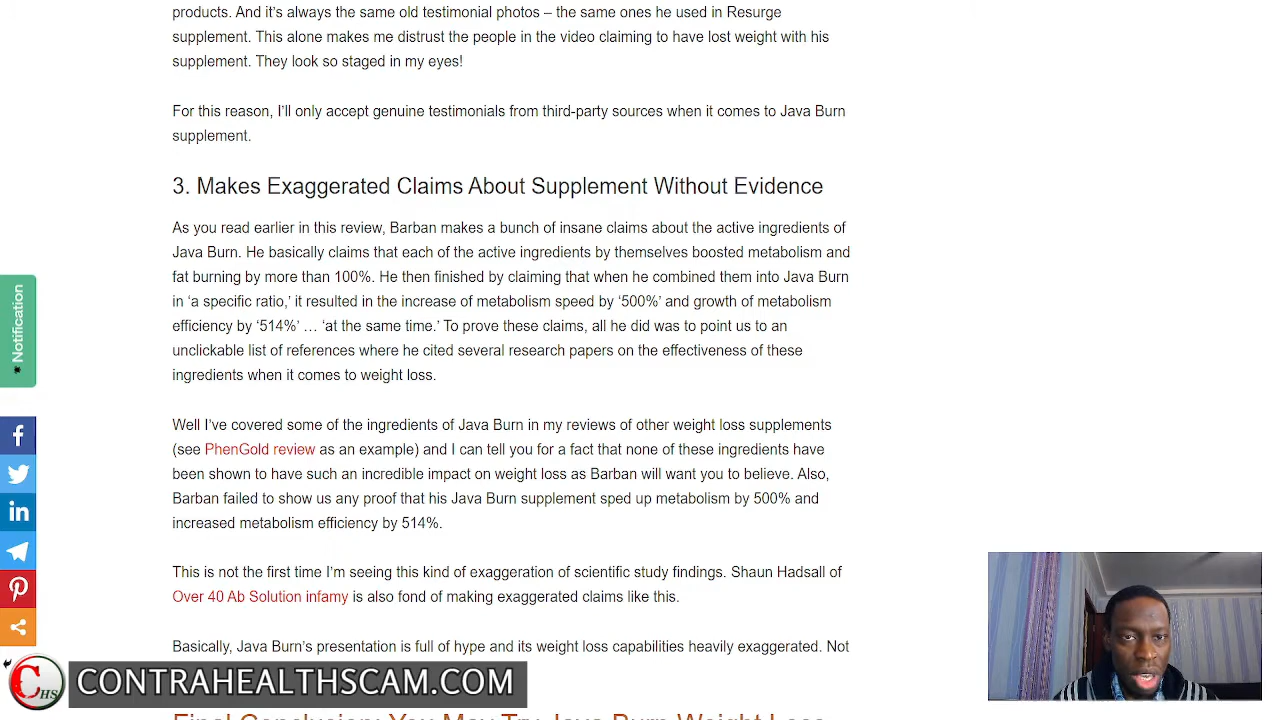 products. And it's always the same old testimonial photos – the same ones he used in Resurge
supplement. This alone makes me distrust the people in the video claiming to have lost weight with his
supplement. They look so staged in my eyes!
For this reason, I'll only accept genuine testimonials from third-party sources when it comes to Java Burn
supplement.
3. Makes Exaggerated Claims About Supplement Without Evidence
As you read earlier in this review, Barban makes a bunch of insane claims about the active ingredients of
Java Burn. He basically claims that each of the active ingredients by themselves boosted metabolism and
fat burning by more than 100%. He then finished by claiming that when he combined them into Java Burn
in ‘a specific ratio,’ it resulted in the increase of metabolism speed by ‘500%’ and growth of metabolism
efficiency by ‘514%’ … ‘at the same time.’ To prove these claims, all he did was to point us to an
unclickable list of references where he cited several research papers on the effectiveness of these
ingredients when it comes to weight loss.
Well I've covered some of the ingredients of Java Burn in my reviews of other weight loss supplements
(see PhenGold review as an example) and I can tell you for a fact that none of these ingredients have
been shown to have such an incredible impact on weight loss as Barban will want you to believe. Also,
Barban failed to show us any proof that his Java Burn supplement sped up metabolism by 500% and
increased metabolism efficiency by 514%.
This is not the first time I'm seeing this kind of exaggeration of scientific study findings. Shaun Hadsall of
Over 40 Ab Solution infamy is also fond of making exaggerated claims like this.
Basically, Java Burn's presentation is full of hype and its weight loss capabilities heavily exaggerated. Not
Final Conclusion: You May Try Java Burn Weight Loss
Notification
CHS
CONTRAHEALTHSCAM.COM